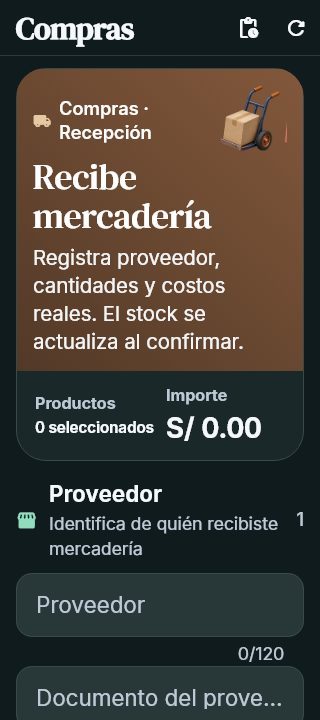 Compras
Compras ·
Recepción
Recibe
mercadería
Registra proveedor,
cantidades y costos
reales. El stock se
actualiza al confirmar.
Productos
0 seleccionados
Importe
S/ 0.00
Proveedor
Identifica de quién recibiste
mercadería
1
Proveedor
0/120
Documento del prove...